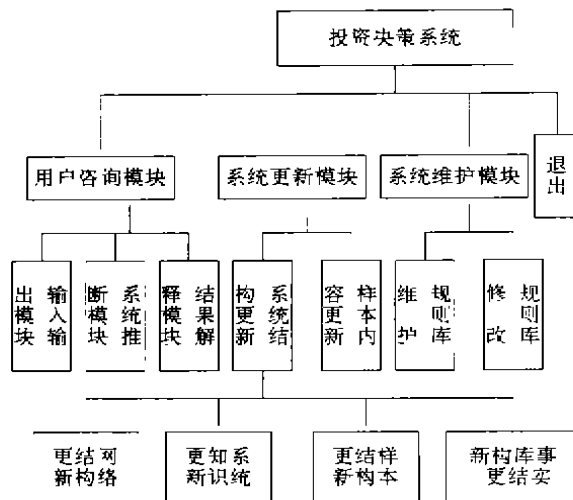 投资决策系统
用户咨询模块
系统更新模块
系统维护模块
退出
输入输
出模块
系统推
断模块
结果解
释模块
系统结
构更新
样本内
容更新
规则库
维护
规则库
修改
网络
结构
更新
系统
知识
更新
样本
结构
更新
事实
库结
构更
新